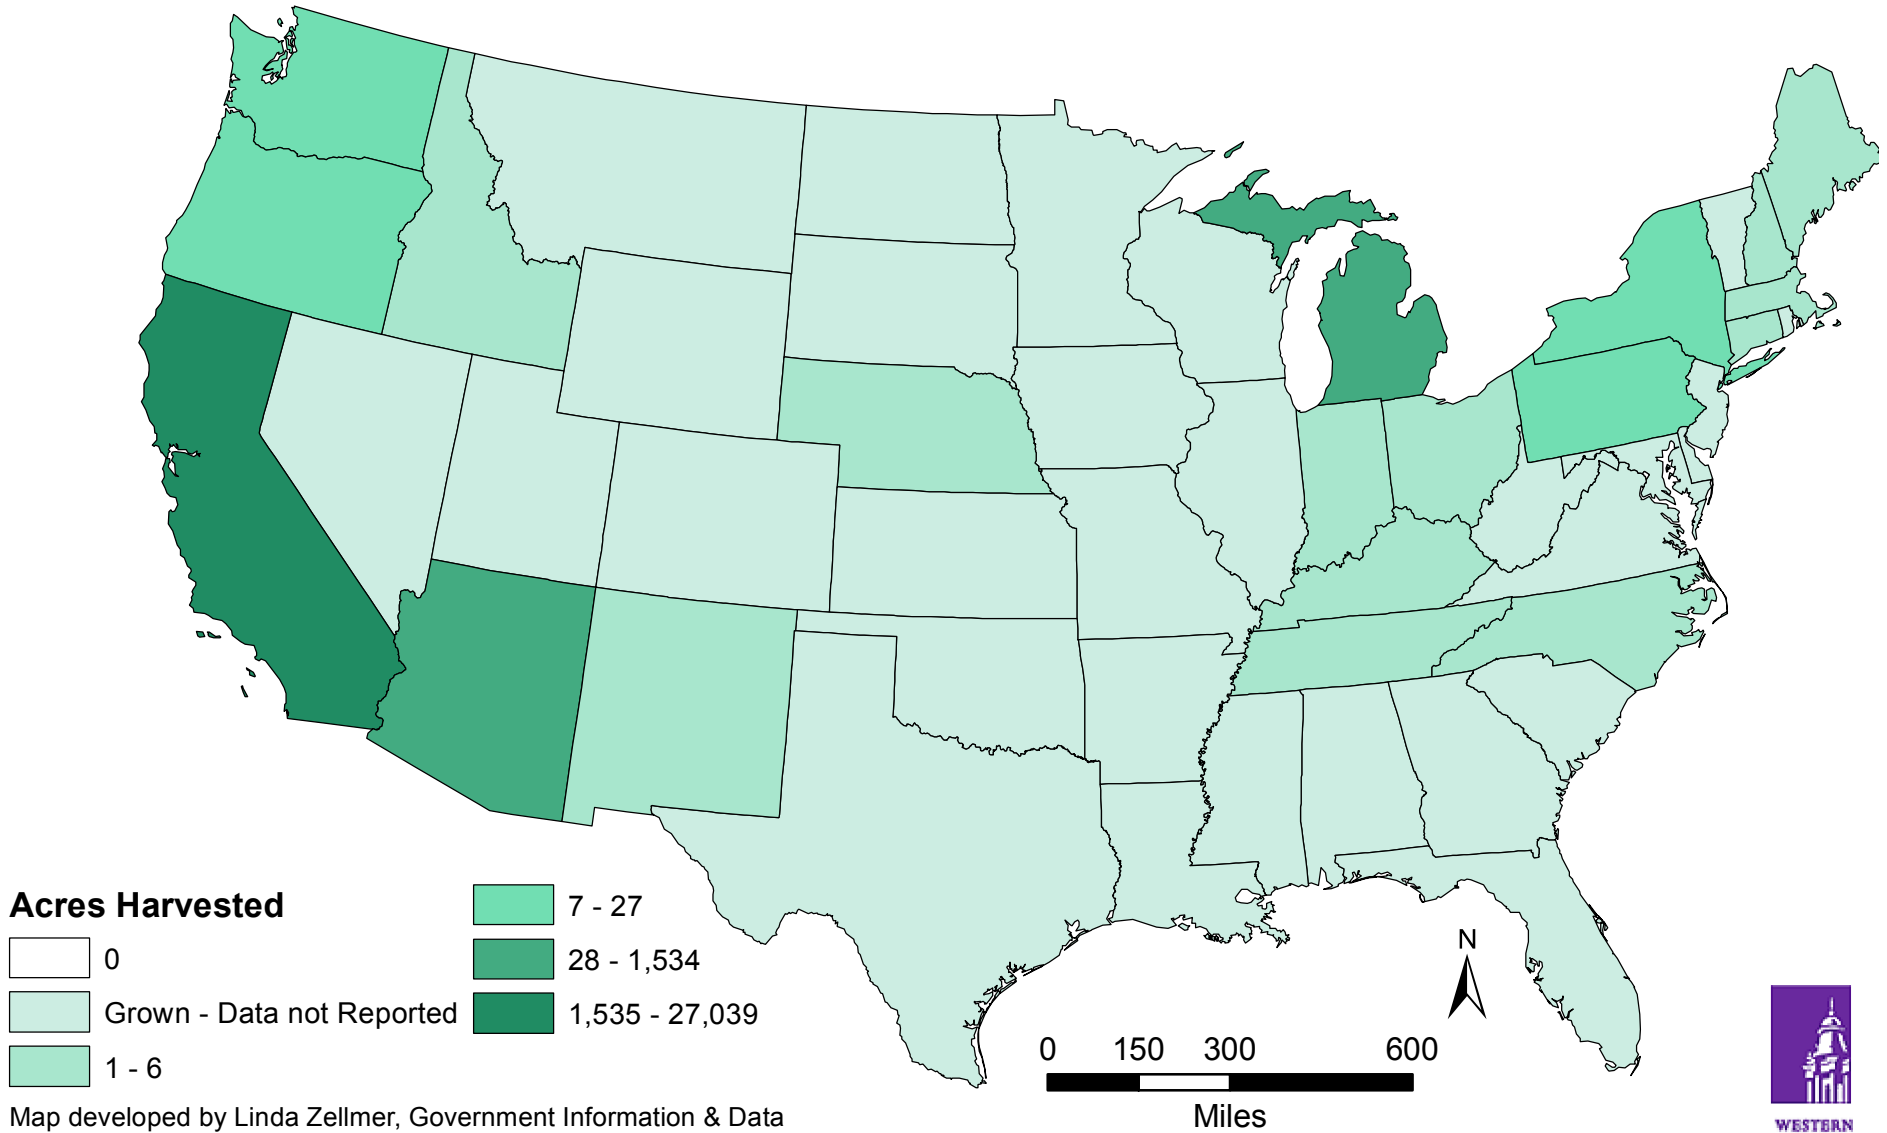 Acres Harvested
0
Grown - Data not Reported
1 - 6
7 - 27
28 - 1,534
1,535 - 27,039
Map developed by Linda Zellmer, Government Information & Data
N
0 150 300 600
Miles
WESTERN